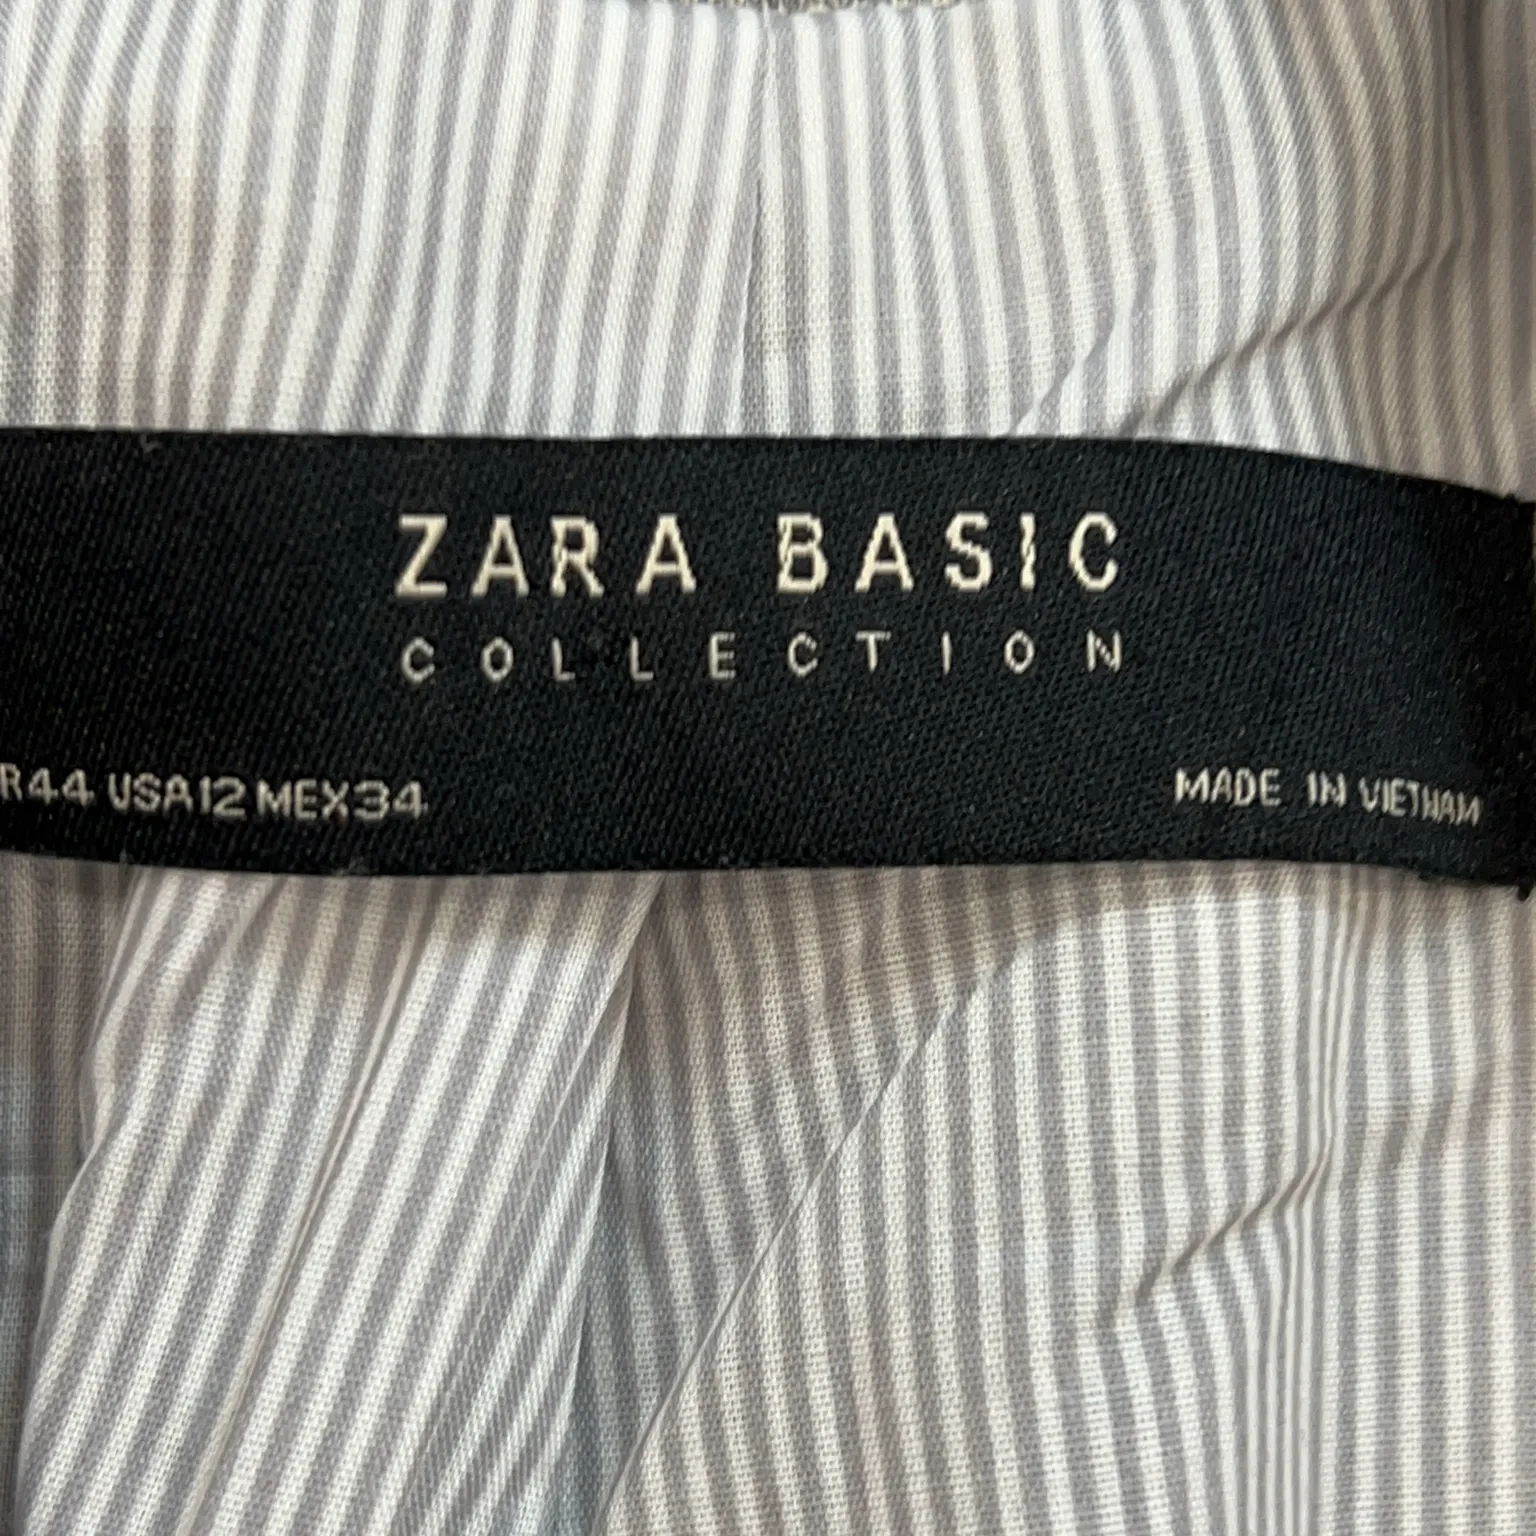 ZARA BASIC
COLLECTION
R44 USA12 MEX34 MADE IN VIETNAM